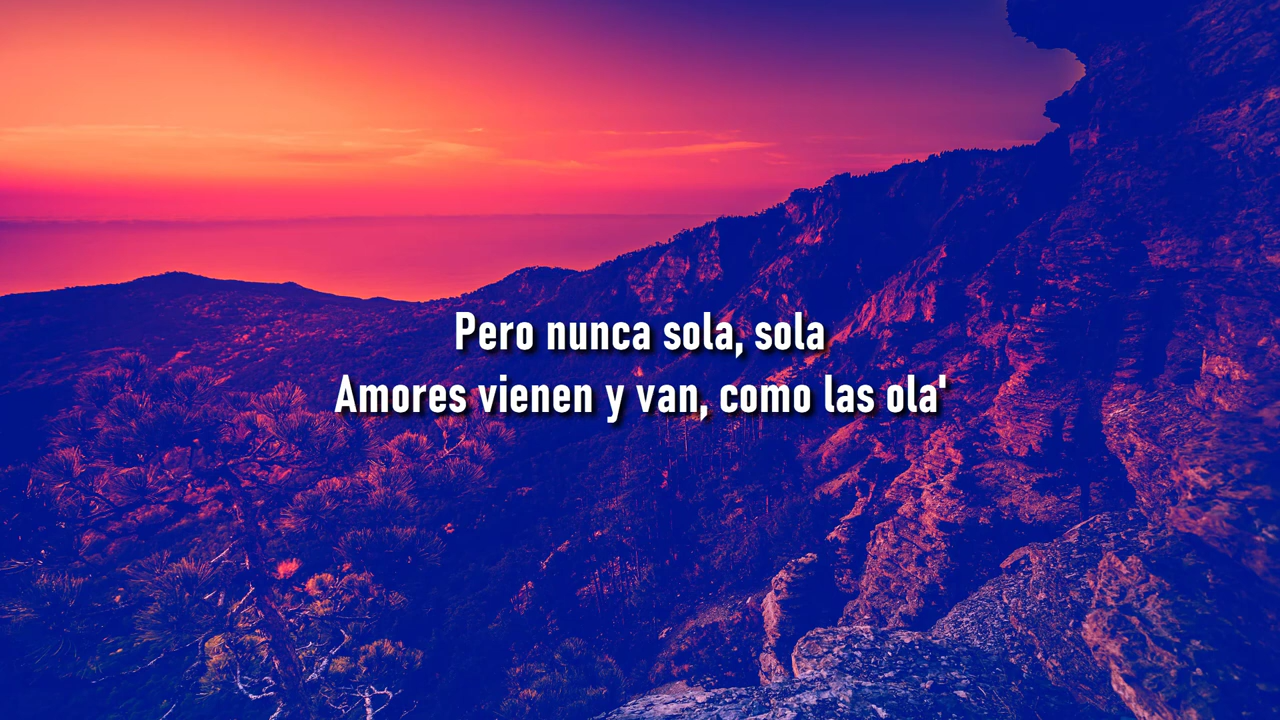 Pero nunca sola, sola
Amores vienen y van, como las ola'